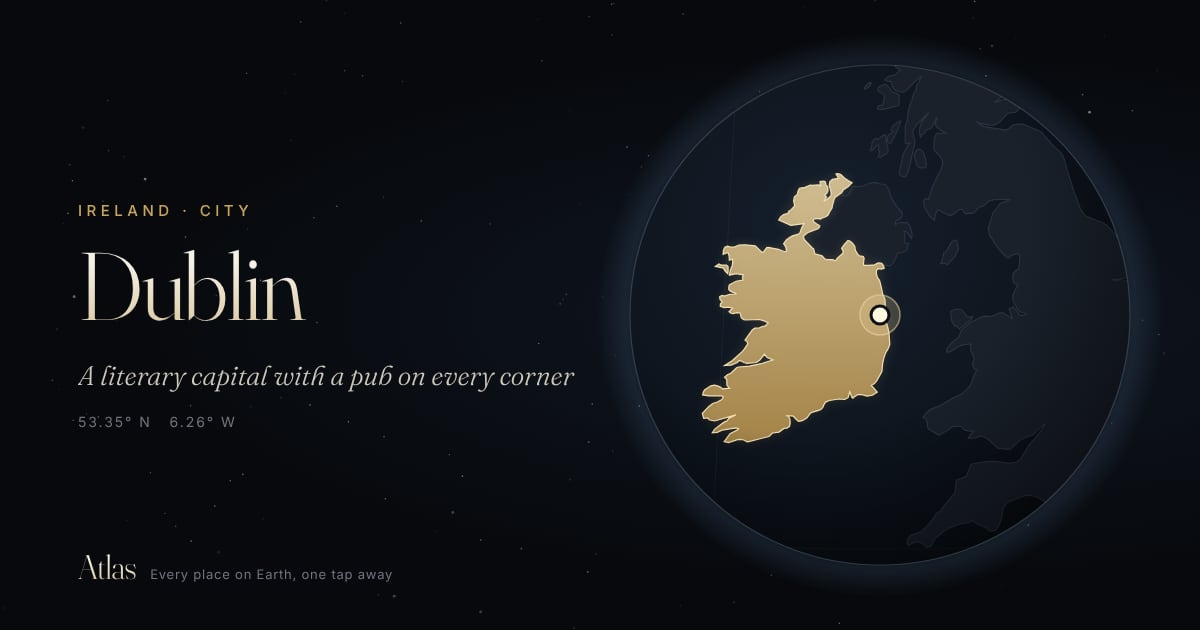 IRELAND · CITY
Dublin
A literary capital with a pub on every corner
53.35° N 6.26° W
Atlas Every place on Earth, one tap away